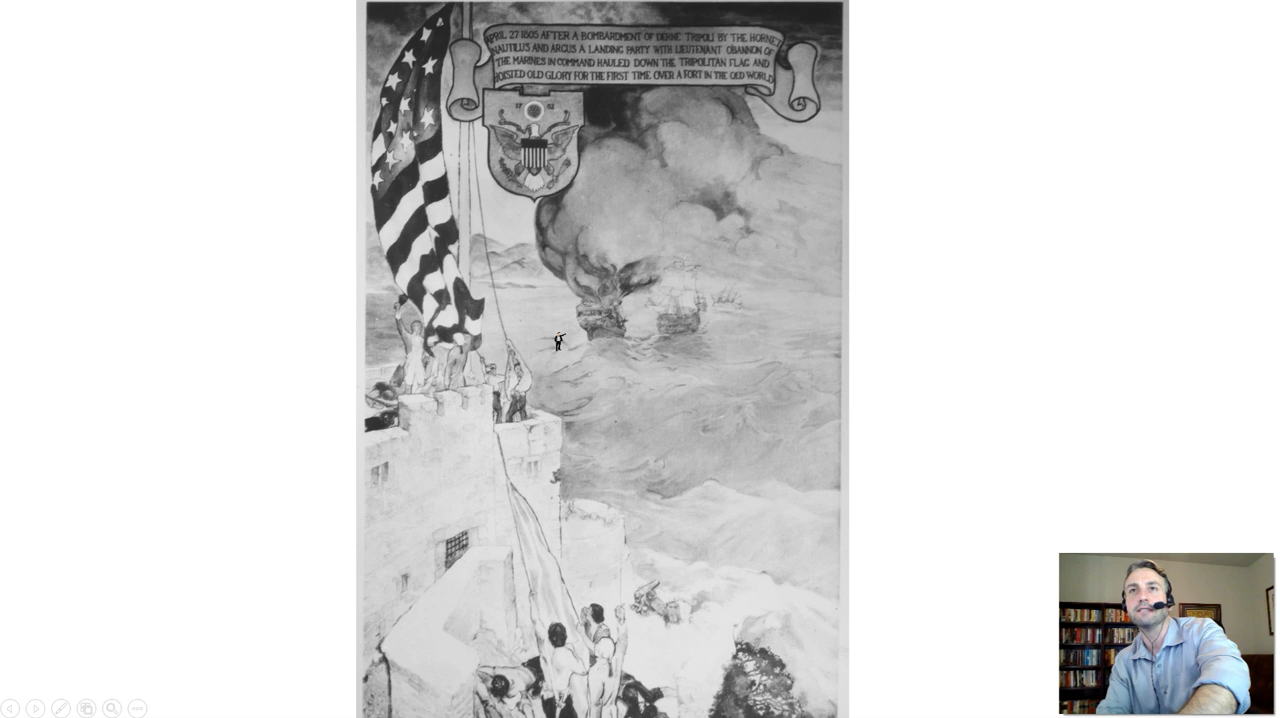 APRIL 27 1805 AFTER A BOMBARDMENT OF DERNE TRIPOLI BY THE HORNET
NAUTILUS AND ARGUS A LANDING PARTY WITH LIEUTENANT OBANNON OF
THE MARINES IN COMMAND HAULED DOWN THE TRIPOLITAN FLAG AND
HOISTED OLD GLORY FOR THE FIRST TIME OVER A FORT IN THE OLD WORLD
17 62